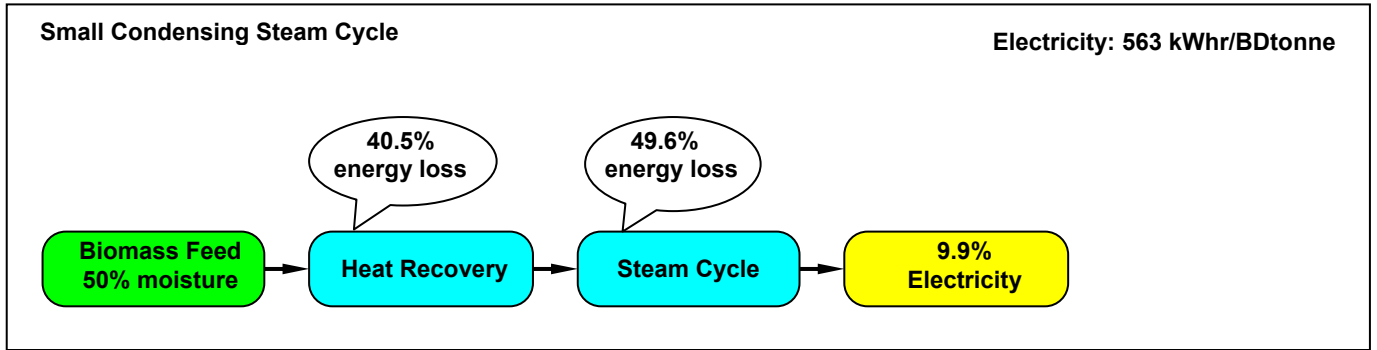 Small Condensing Steam Cycle
Electricity: 563 kWhr/BDtonne
40.5%
energy loss
49.6%
energy loss
Biomass Feed
50% moisture
Heat Recovery
Steam Cycle
9.9%
Electricity